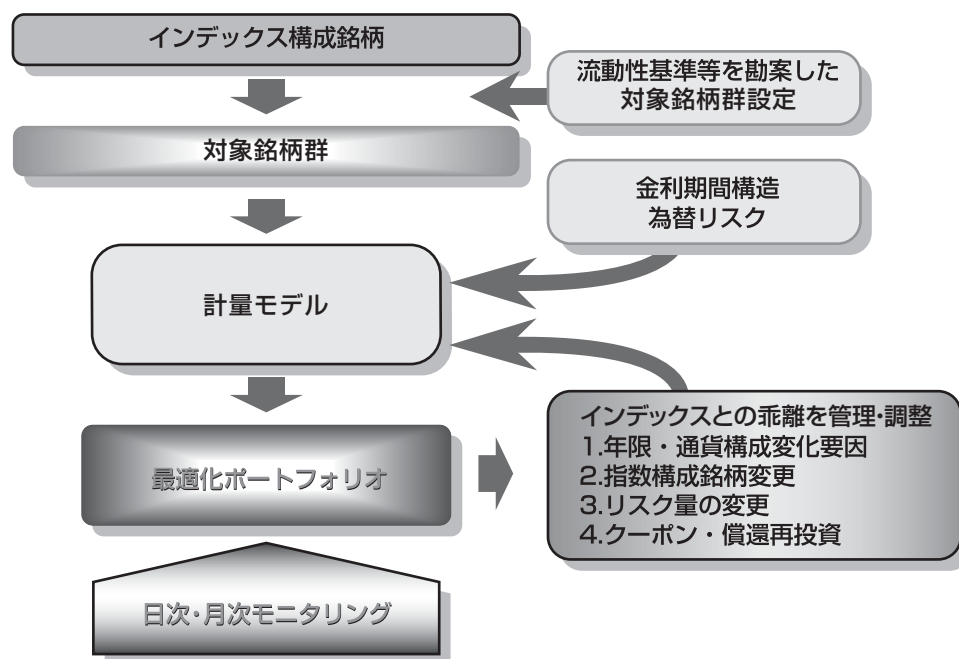 インデックス構成銘柄
流動性基準等を勘案した
対象銘柄群設定
対象銘柄群
金利期間構造
為替リスク
計量モデル
インデックスとの乖離を管理・調整
1.年限・通貨構成変化要因
2.指数構成銘柄変更
3.リスク量の変更
4.クーポン・償還再投資
最適化ポートフォリオ
日次・月次モニタリング